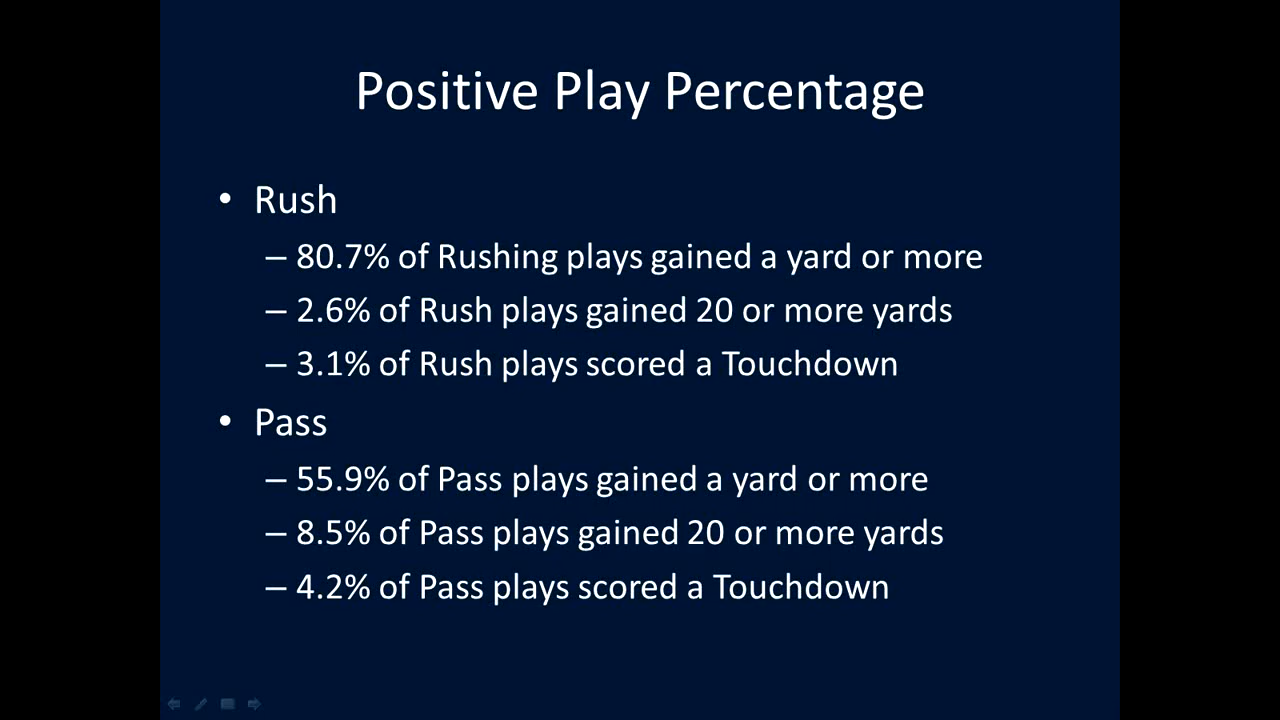 Positive Play Percentage
• Rush
– 80.7% of Rushing plays gained a yard or more
– 2.6% of Rush plays gained 20 or more yards
– 3.1% of Rush plays scored a Touchdown
• Pass
– 55.9% of Pass plays gained a yard or more
– 8.5% of Pass plays gained 20 or more yards
– 4.2% of Pass plays scored a Touchdown